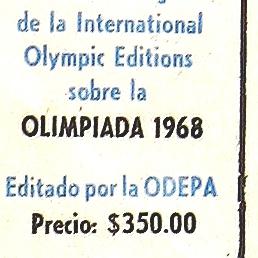 de la International
Olympic Editions
sobre la
OLIMPIADA 1968
Editado por la ODEPA
Precio: $350.00